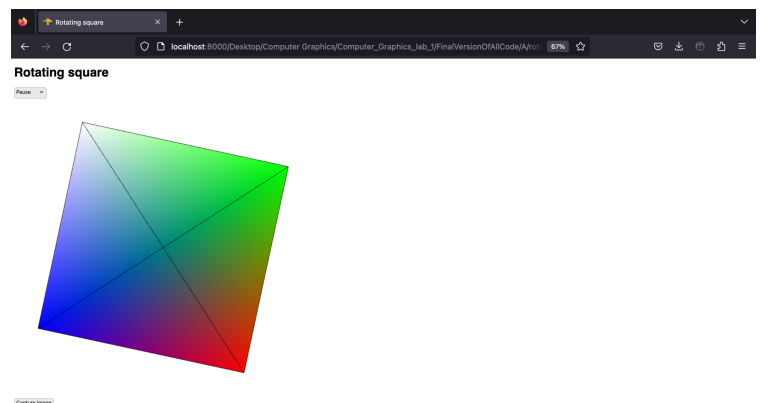 Rotating square
localhost:8000/Desktop/Computer Graphics/Computer_Graphics_lab_1/FinalVersionOfAllCode/A/rot 67%
Rotating square
Pause
Capture image